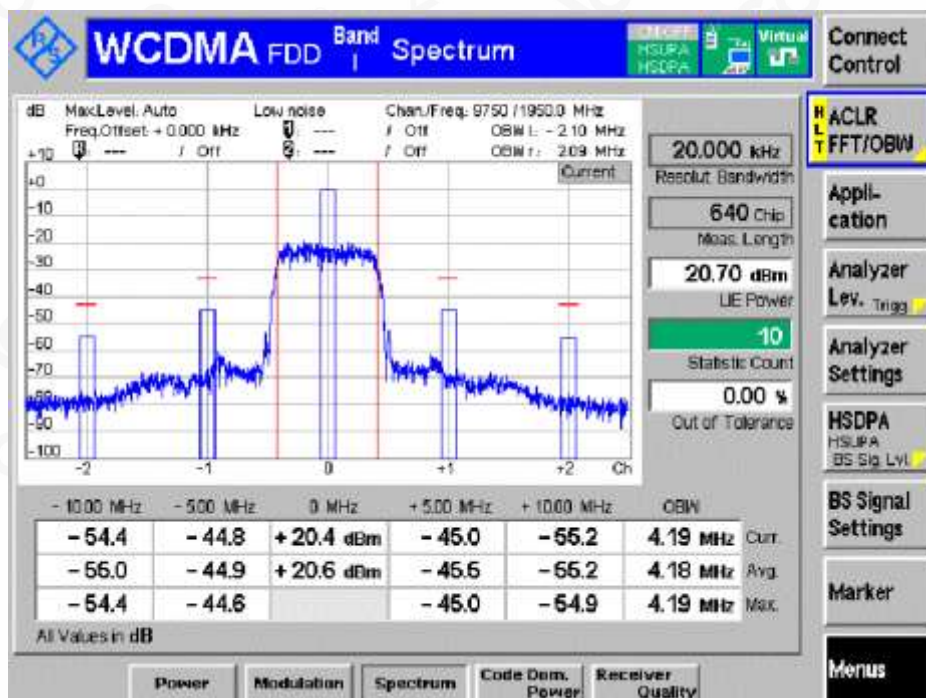 WCDMA FDD Band I Spectrum
HSUPA
HSDPA
Virtual
Connect Control
dB Max.Level: Auto Low noise Chan./Freq.: 9750 / 1950.0 MHz
Freq.Offset: + 0.000 kHz --- / Off OBW l: - 2.10 MHz
--- / Off --- / Off OBW r: 2.09 MHz
Current
+10
+0
-10
-20
-30
-40
-50
-60
-70
-80
-90
-100
-2 -1 0 +1 +2 Ch
20.000 kHz
Resolut. Bandwidth
640 Chip
Meas. Length
20.70 dBm
UE Power
10
Statistic Count
0.00 %
Out of Tolerance
HLT ACLR FFT/OBW
Appli-
cation
Analyzer
Lev. Trigg
Analyzer
Settings
HSDPA
HSUPA
BS Sig. Lvl.
BS Signal
Settings
Marker
Menus
- 10.00 MHz - 5.00 MHz 0 MHz + 5.00 MHz + 10.00 MHz OBW
- 54.4 - 44.8 + 20.4 dBm - 45.0 - 55.2 4.19 MHz Curr.
- 55.0 - 44.9 + 20.6 dBm - 45.5 - 55.2 4.18 MHz Avg.
- 54.4 - 44.6 - 45.0 - 54.9 4.19 MHz Max.
All Values in dB
Power Modulation Spectrum Code Dom. Power Receiver Quality